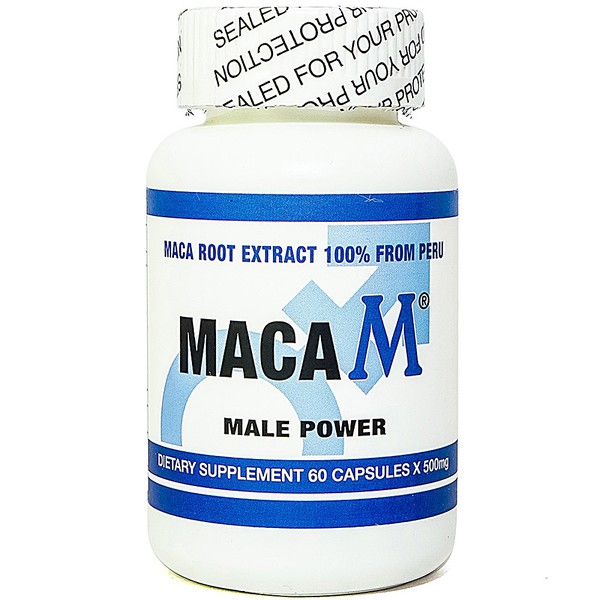 SEALED FOR YOUR PRO
PROTECTION
SEALED FOR YOUR PROTE
MACA ROOT EXTRACT 100% FROM PERU
MACA M®
MALE POWER
DIETARY SUPPLEMENT 60 CAPSULES X 500mg